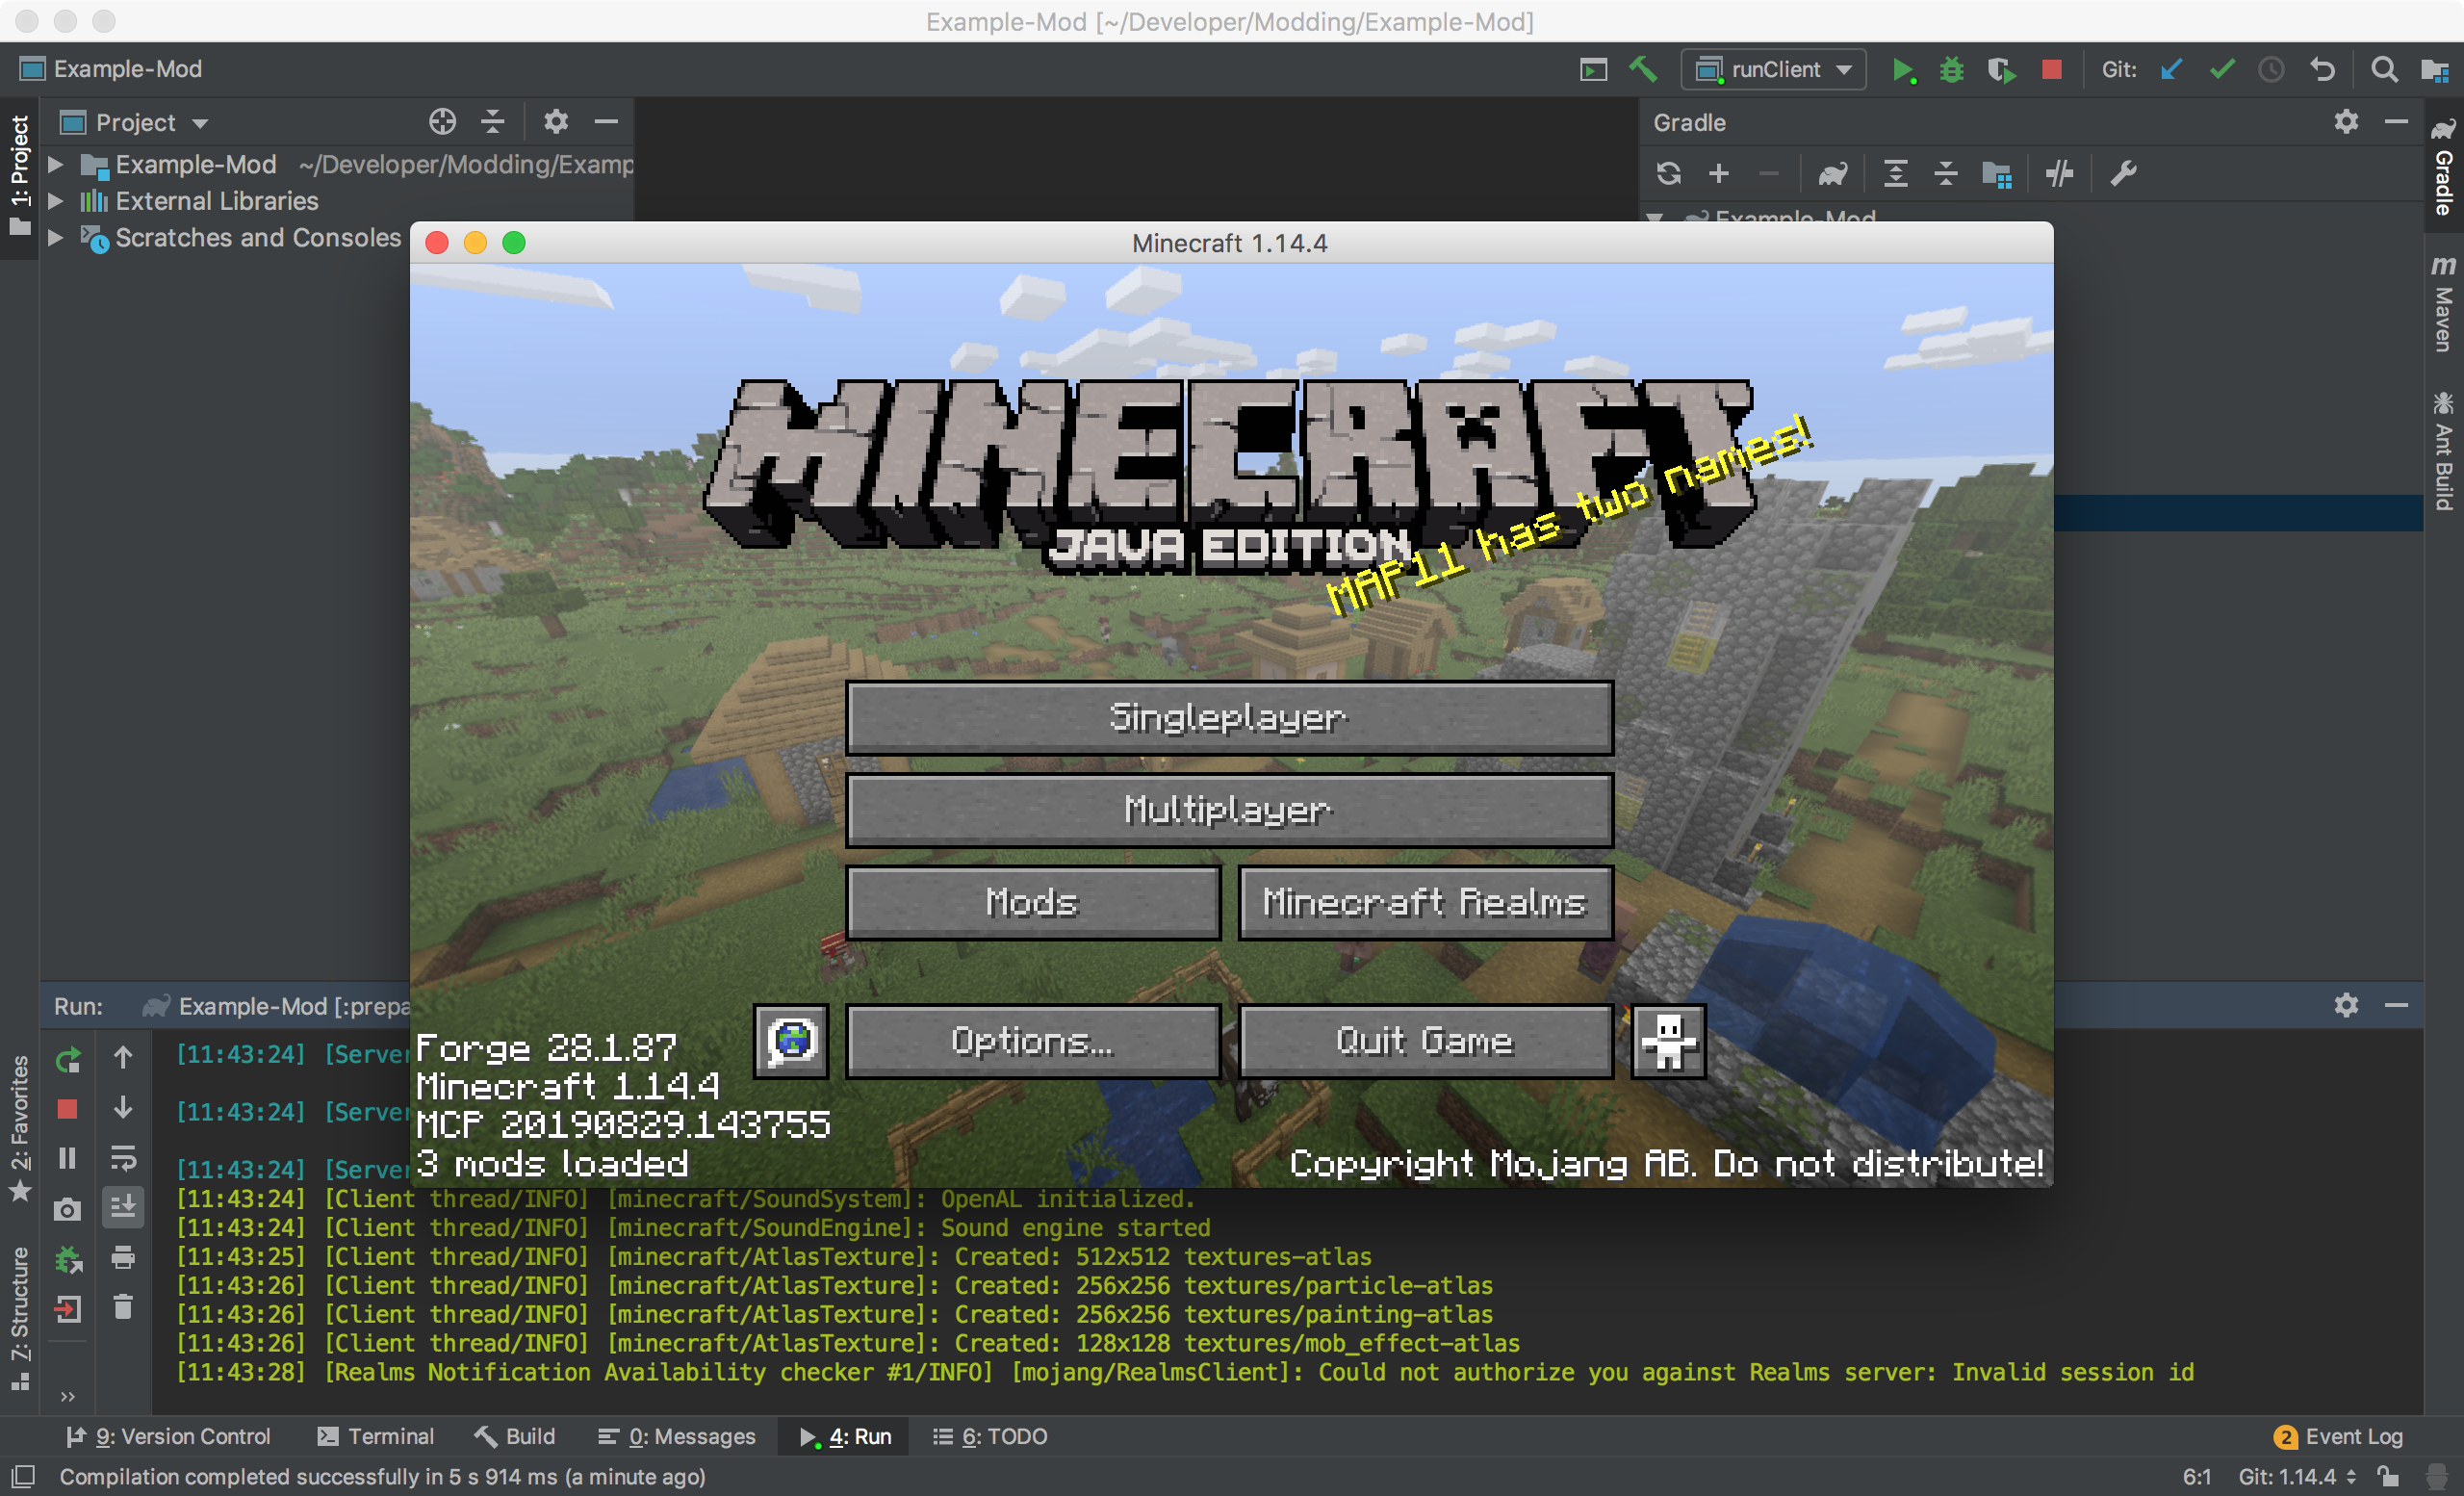 Example-Mod [~/Developer/Modding/Example-Mod]
Example-Mod
runClient
Git:
1: Project
Project
Gradle
Example-Mod ~/Developer/Modding/Examp
External Libraries
Scratches and Consoles
Example-Mod
Gradle
Maven
Ant Build
Minecraft 1.14.4
MINECRAFT
JAVA EDITION
MAP11 has two names!
Singleplayer
Multiplayer
Mods
Minecraft Realms
Options...
Quit Game
Forge 28.1.87
Minecraft 1.14.4
MCP 20190829.143755
3 mods loaded
Copyright Mojang AB. Do not distribute!
Run:
Example-Mod [:prepa
2: Favorites
7: Structure
[11:43:24] [Server
[11:43:24] [Server
[11:43:24] [Server
[11:43:24] [Client thread/INFO] [minecraft/SoundSystem]: OpenAL initialized.
[11:43:24] [Client thread/INFO] [minecraft/SoundEngine]: Sound engine started
[11:43:25] [Client thread/INFO] [minecraft/AtlasTexture]: Created: 512x512 textures-atlas
[11:43:26] [Client thread/INFO] [minecraft/AtlasTexture]: Created: 256x256 textures/particle-atlas
[11:43:26] [Client thread/INFO] [minecraft/AtlasTexture]: Created: 256x256 textures/painting-atlas
[11:43:26] [Client thread/INFO] [minecraft/AtlasTexture]: Created: 128x128 textures/mob_effect-atlas
[11:43:28] [Realms Notification Availability checker #1/INFO] [mojang/RealmsClient]: Could not authorize you against Realms server: Invalid session id
9: Version Control
Terminal
Build
0: Messages
4: Run
6: TODO
2 Event Log
Compilation completed successfully in 5 s 914 ms (a minute ago)
6:1
Git: 1.14.4